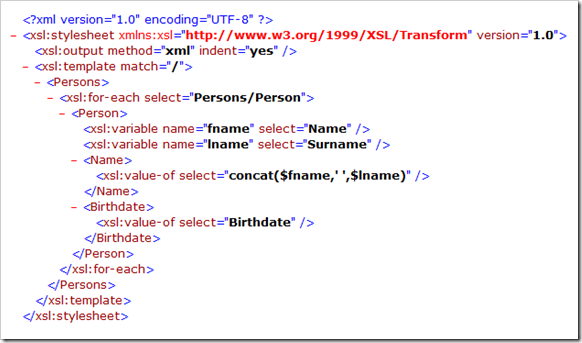 <?xml version="1.0" encoding="UTF-8" ?>
- <xsl:stylesheet xmlns:xsl="http://www.w3.org/1999/XSL/Transform" version="1.0">
<xsl:output method="xml" indent="yes" />
- <xsl:template match="/">
- <Persons>
- <xsl:for-each select="Persons/Person">
- <Person>
<xsl:variable name="fname" select="Name" />
<xsl:variable name="lname" select="Surname" />
- <Name>
<xsl:value-of select="concat($fname,' ',$lname)" />
</Name>
- <Birthdate>
<xsl:value-of select="Birthdate" />
</Birthdate>
</Person>
</xsl:for-each>
</Persons>
</xsl:template>
</xsl:stylesheet>